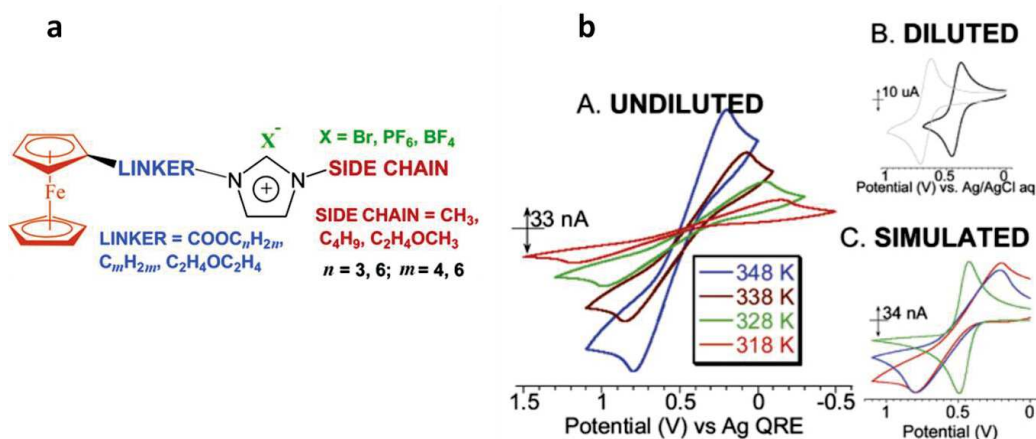 a
X⁻
X = Br, PF₆, BF₄
LINKER
N
N
SIDE CHAIN
Fe
+
LINKER = COOCₙH₂ₙ,
CₘH₂ₘ, C₂H₄OC₂H₄
SIDE CHAIN = CH₃,
C₄H₉, C₂H₄OCH₃
n = 3, 6; m = 4, 6
b
A. UNDILUTED
33 nA
348 K
338 K
328 K
318 K
1.5 1 0.5 0 -0.5
Potential (V) vs Ag QRE
B. DILUTED
10 uA
1 0.5 0
Potential (V) vs. Ag/AgCl aq
C. SIMULATED
34 nA
1 0.5 0
Potential (V)